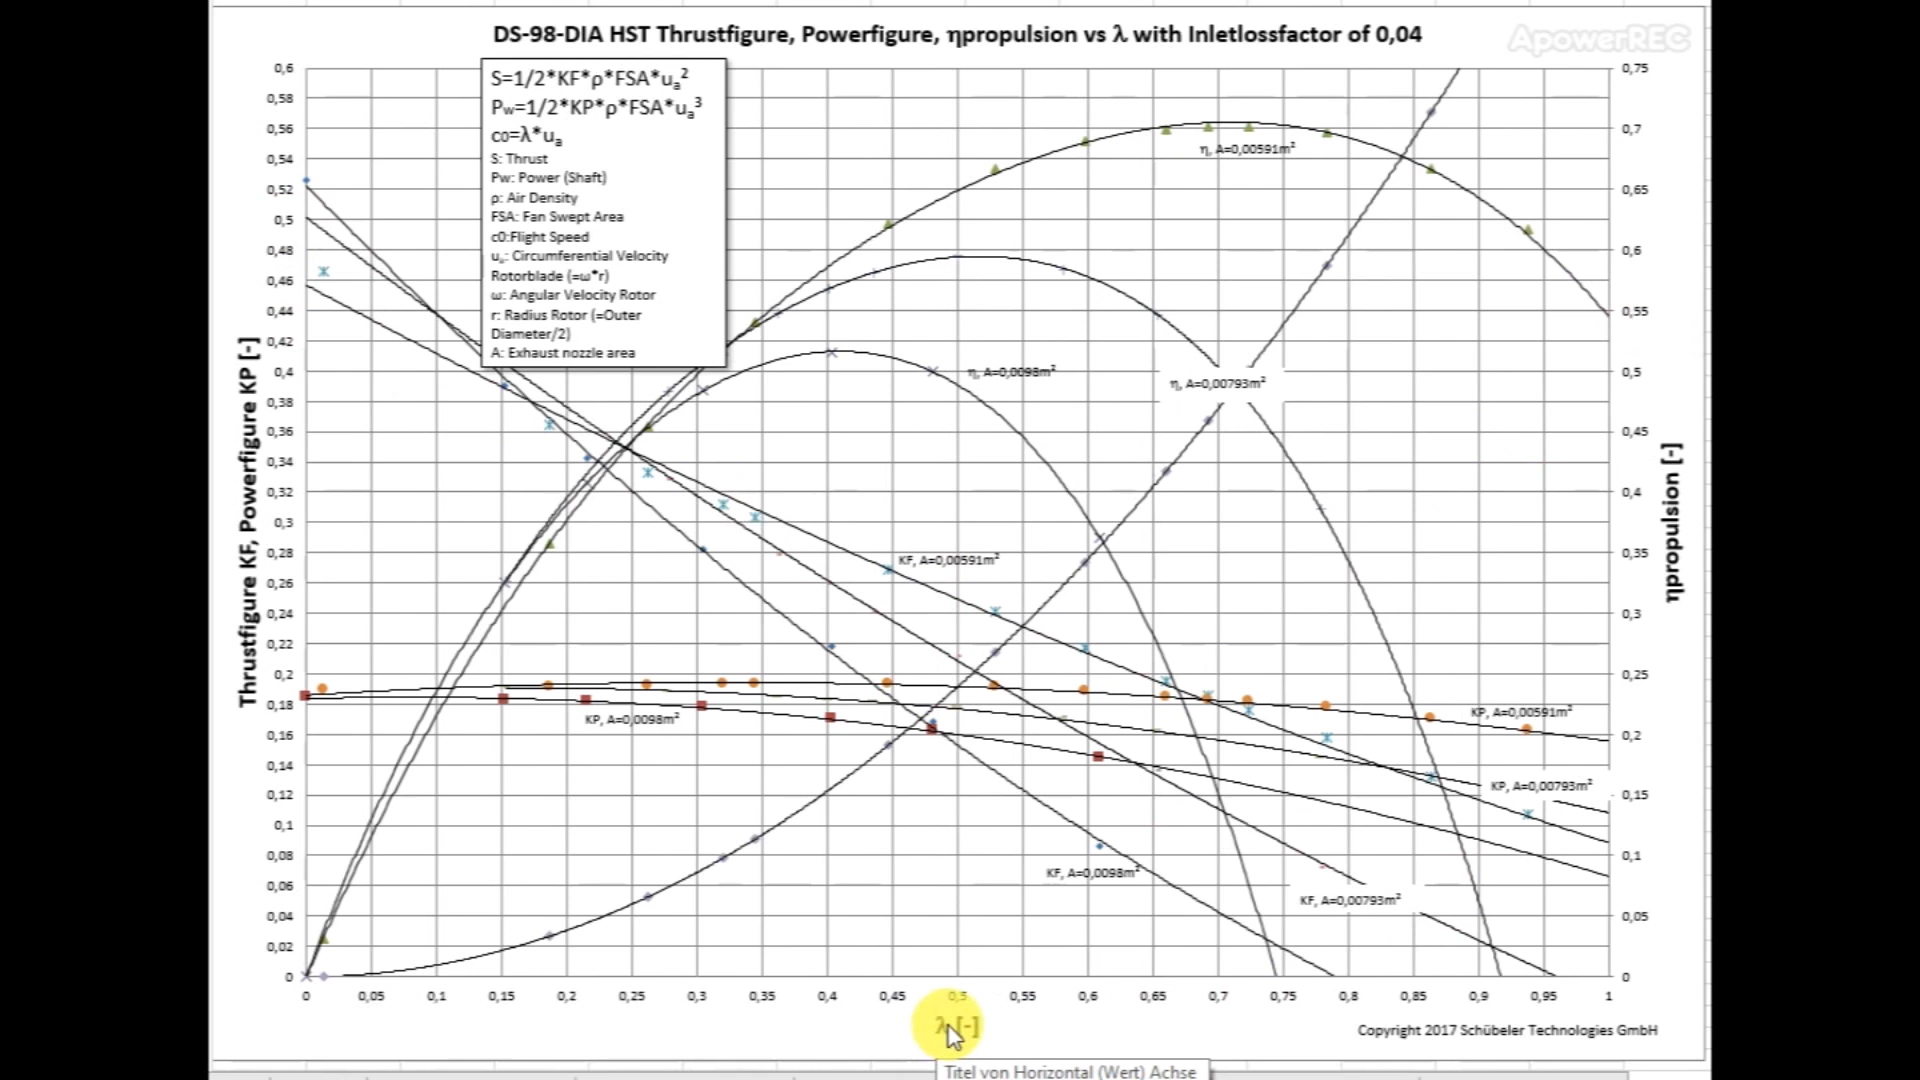 DS-98-DIA HST Thrustfigure, Powerfigure, ηpropulsion vs λ with Inletlossfactor of 0,04
ApowerREC
S=1/2*KF*ρ*FSA*uₐ²
Pw=1/2*KP*ρ*FSA*uₐ³
c0=λ*uₐ
S: Thrust
Pw: Power (Shaft)
ρ: Air Density
FSA: Fan Swept Area
c0:Flight Speed
uₐ: Circumferential Velocity
Rotorblade (=ω*r)
ω: Angular Velocity Rotor
r: Radius Rotor (=Outer
Diameter/2)
A: Exhaust nozzle area
Thrustfigure KF, Powerfigure KP [-]
0,6
0,58
0,56
0,54
0,52
0,5
0,48
0,46
0,44
0,42
0,4
0,38
0,36
0,34
0,32
0,3
0,28
0,26
0,24
0,22
0,2
0,18
0,16
0,14
0,12
0,1
0,08
0,06
0,04
0,02
0
η, A=0,00591m²
η, A=0,0098m²
η, A=0,00793m²
KF, A=0,00591m²
KP, A=0,00591m²
KP, A=0,0098m²
KP, A=0,00793m²
KF, A=0,0098m²
KF, A=0,00793m²
0,75
0,7
0,65
0,6
0,55
0,5
0,45
0,4
0,35
0,3
0,25
0,2
0,15
0,1
0,05
0
ηpropulsion [-]
0 0,05 0,1 0,15 0,2 0,25 0,3 0,35 0,4 0,45 0,5 0,55 0,6 0,65 0,7 0,75 0,8 0,85 0,9 0,95 1
λ [-]
Copyright 2017 Schübeler Technologies GmbH
Titel von Horizontal (Wert) Achse